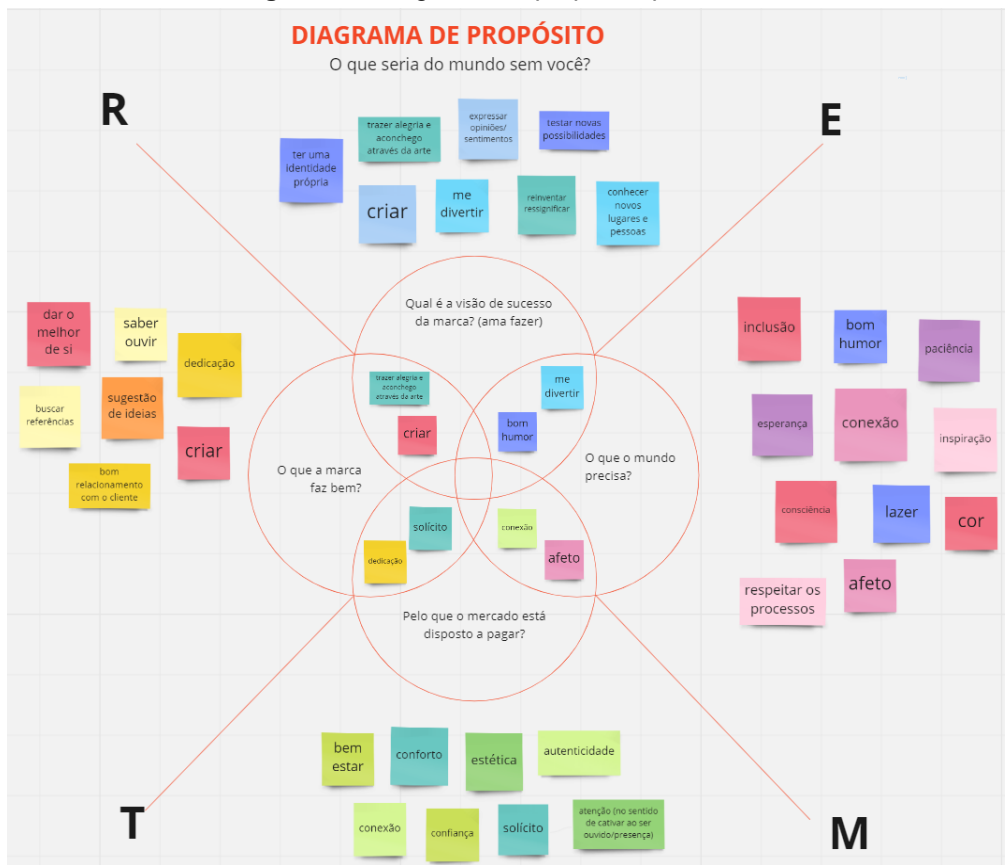 DIAGRAMA DE PROPÓSITO
O que seria do mundo sem você?
R
E
ter uma
identidade
própria
trazer alegria e
aconchego
através da arte
expressar
opiniões/
sentimentos
testar novas
possibilidades
criar
me
divertir
reinventar
ressignificar
conhecer
novos
lugares e
pessoas
Qual é a visão de sucesso
da marca? (ama fazer)
dar o
melhor
de si
saber
ouvir
dedicação
buscar
referências
sugestão
de ideias
criar
bom
relacionamento
com o cliente
trazer alegria e
aconchego
através da arte
criar
me
divertir
bom
humor
O que a marca
faz bem?
O que o mundo
precisa?
solícito
dedicação
conexão
afeto
Pelo que o mercado está
disposto a pagar?
inclusão
bom
humor
paciência
esperança
conexão
inspiração
consciência
lazer
cor
respeitar os
processos
afeto
bem
estar
conforto
estética
autenticidade
conexão
confiança
solícito
atenção (no sentido
de cativar ao ser
ouvido/presença)
T
M